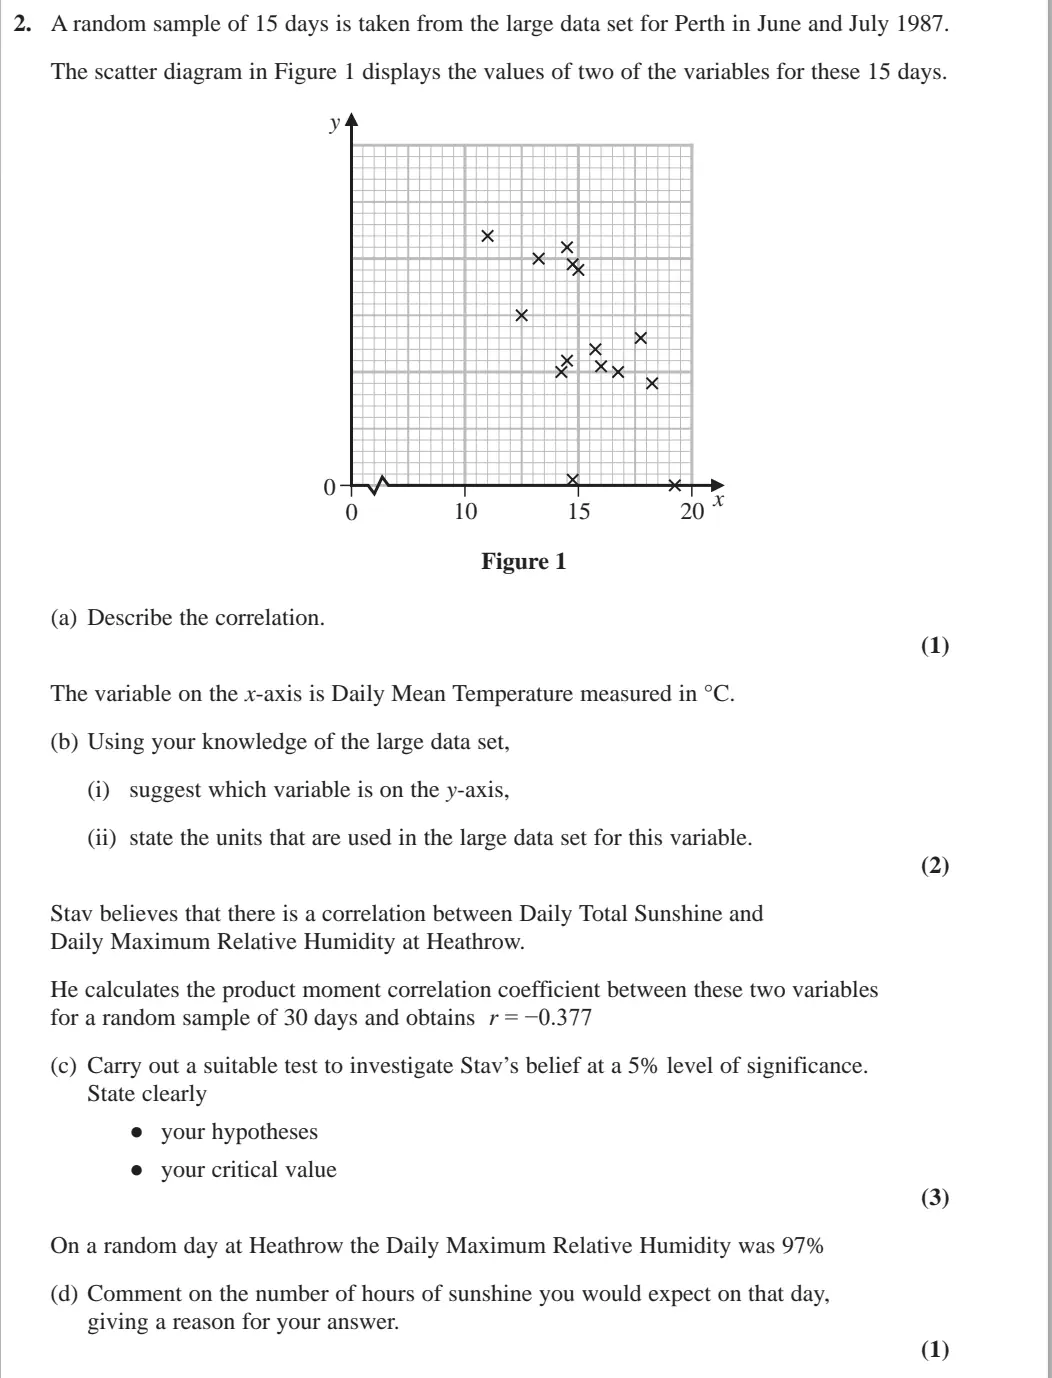 2. A random sample of 15 days is taken from the large data set for Perth in June and July 1987.
The scatter diagram in Figure 1 displays the values of two of the variables for these 15 days.
y
0
0 10 15 20 x
Figure 1
(a) Describe the correlation.
(1)
The variable on the x-axis is Daily Mean Temperature measured in °C.
(b) Using your knowledge of the large data set,
(i) suggest which variable is on the y-axis,
(ii) state the units that are used in the large data set for this variable.
(2)
Stav believes that there is a correlation between Daily Total Sunshine and
Daily Maximum Relative Humidity at Heathrow.
He calculates the product moment correlation coefficient between these two variables
for a random sample of 30 days and obtains r = −0.377
(c) Carry out a suitable test to investigate Stav’s belief at a 5% level of significance.
State clearly
● your hypotheses
● your critical value
(3)
On a random day at Heathrow the Daily Maximum Relative Humidity was 97%
(d) Comment on the number of hours of sunshine you would expect on that day,
giving a reason for your answer.
(1)